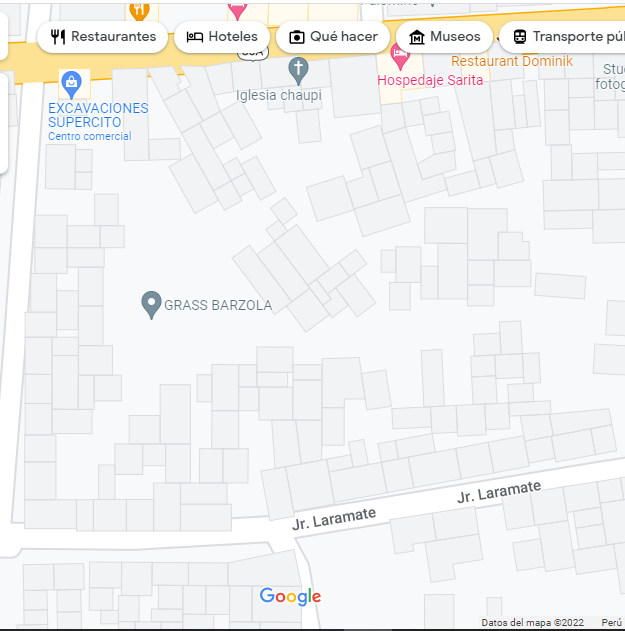 Restaurantes
Hoteles
Qué hacer
Museos
Transporte púl
Restaurant Dominik
Hospedaje Sarita
Iglesia chaupi
Stu
fotog
EXCAVACIONES
SUPERCITO
Centro comercial
GRASS BARZOLA
Jr. Laramate
Jr. Laramate
Google
Datos del mapa ©2022
Perú